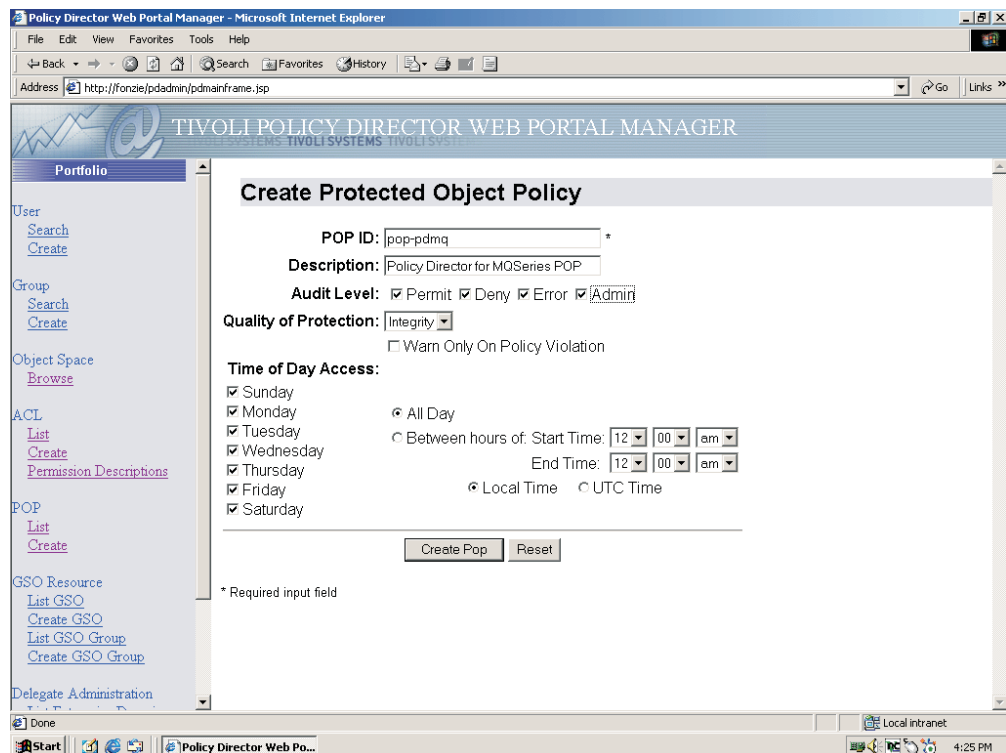 Policy Director Web Portal Manager - Microsoft Internet Explorer
File Edit View Favorites Tools Help
Back Search Favorites History
Address http://fonzie/pdadmin/pdmainframe.jsp Go Links »
TIVOLI POLICY DIRECTOR WEB PORTAL MANAGER
TIVOLI SYSTEMS TIVOLI SYSTEMS TIVOLI SYST
Portfolio
User
Search
Create
Group
Search
Create
Object Space
Browse
ACL
List
Create
Permission Descriptions
POP
List
Create
GSO Resource
List GSO
Create GSO
List GSO Group
Create GSO Group
Delegate Administration
Create Protected Object Policy
POP ID: pop-pdmq *
Description: Policy Director for MQSeries POP
Audit Level: Permit Deny Error Admin
Quality of Protection: Integrity
Warn Only On Policy Violation
Time of Day Access:
Sunday
Monday
Tuesday
Wednesday
Thursday
Friday
Saturday
All Day
Between hours of: Start Time: 12 00 am
End Time: 12 00 am
Local Time UTC Time
Create Pop Reset
* Required input field
Done Local intranet
Start Policy Director Web Po... 4:25 PM